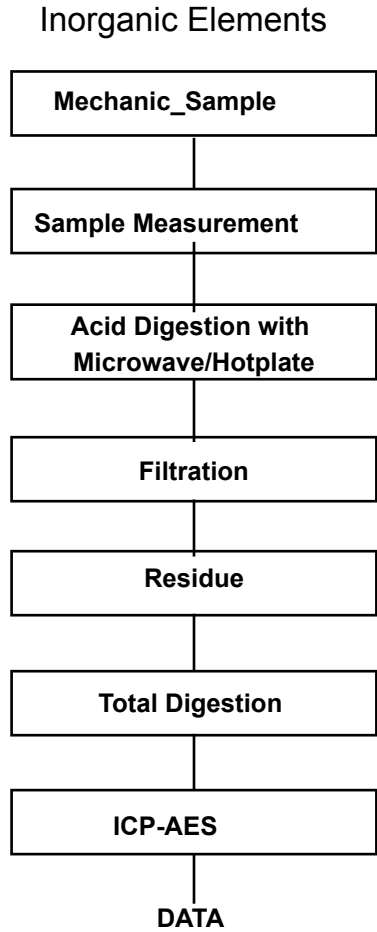 Inorganic Elements
Mechanic_Sample
Sample Measurement
Acid Digestion with
Microwave/Hotplate
Filtration
Residue
Total Digestion
ICP-AES
DATA